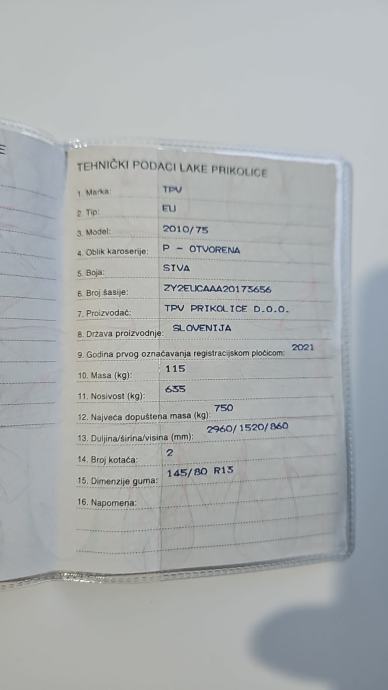 E
TEHNIČKI PODACI LAKE PRIKOLICE
1. Marka: TPV
2. Tip: EU
3. Model: 2010/75
4. Oblik karoserije: P - OTVORENA
5. Boja: SIVA
6. Broj šasije: ZY2EUCAAA20173656
7. Proizvođač: TPV PRIKOLICE D.O.O.
8. Država proizvodnje: SLOVENIJA
9. Godina prvog označavanja registracijskom pločicom: 2021
10. Masa (kg): 115
11. Nosivost (kg): 635
12. Najveća dopuštena masa (kg) 750
13. Duljina/širina/visina (mm): 2960/1520/860
14. Broj kotača: 2
15. Dimenzije guma: 145/80 R13
16. Napomena: